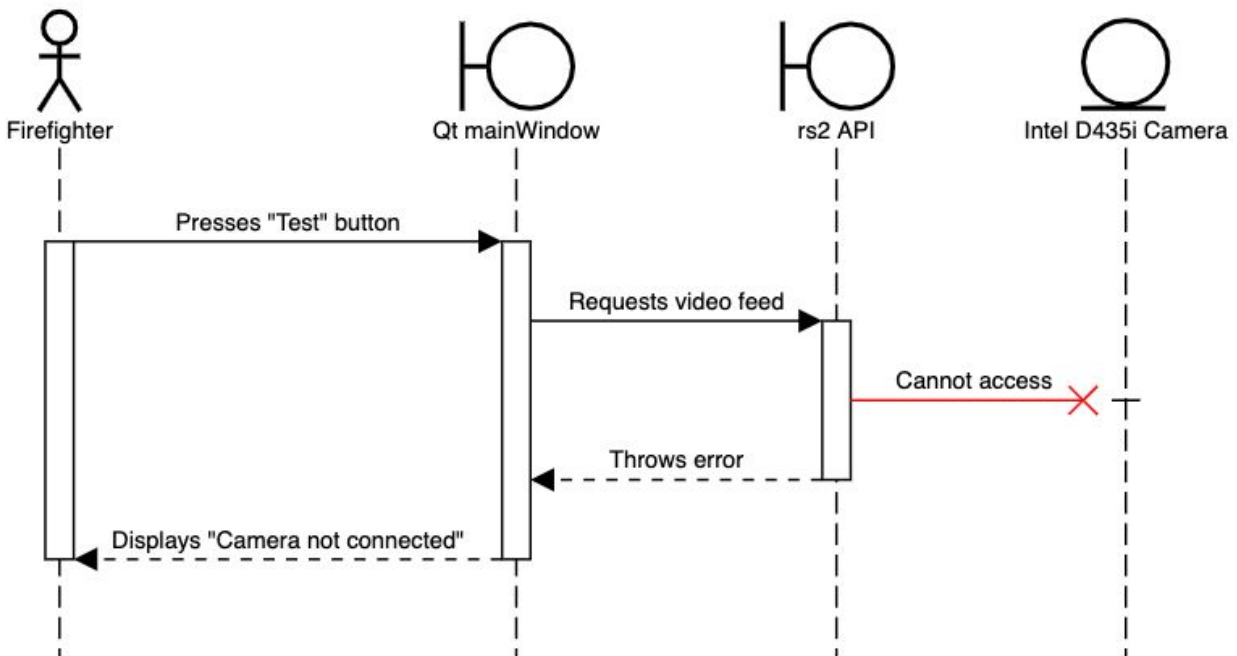 Firefighter
Qt mainWindow
rs2 API
Intel D435i Camera
Presses "Test" button
Requests video feed
Cannot access
Throws error
Displays "Camera not connected"